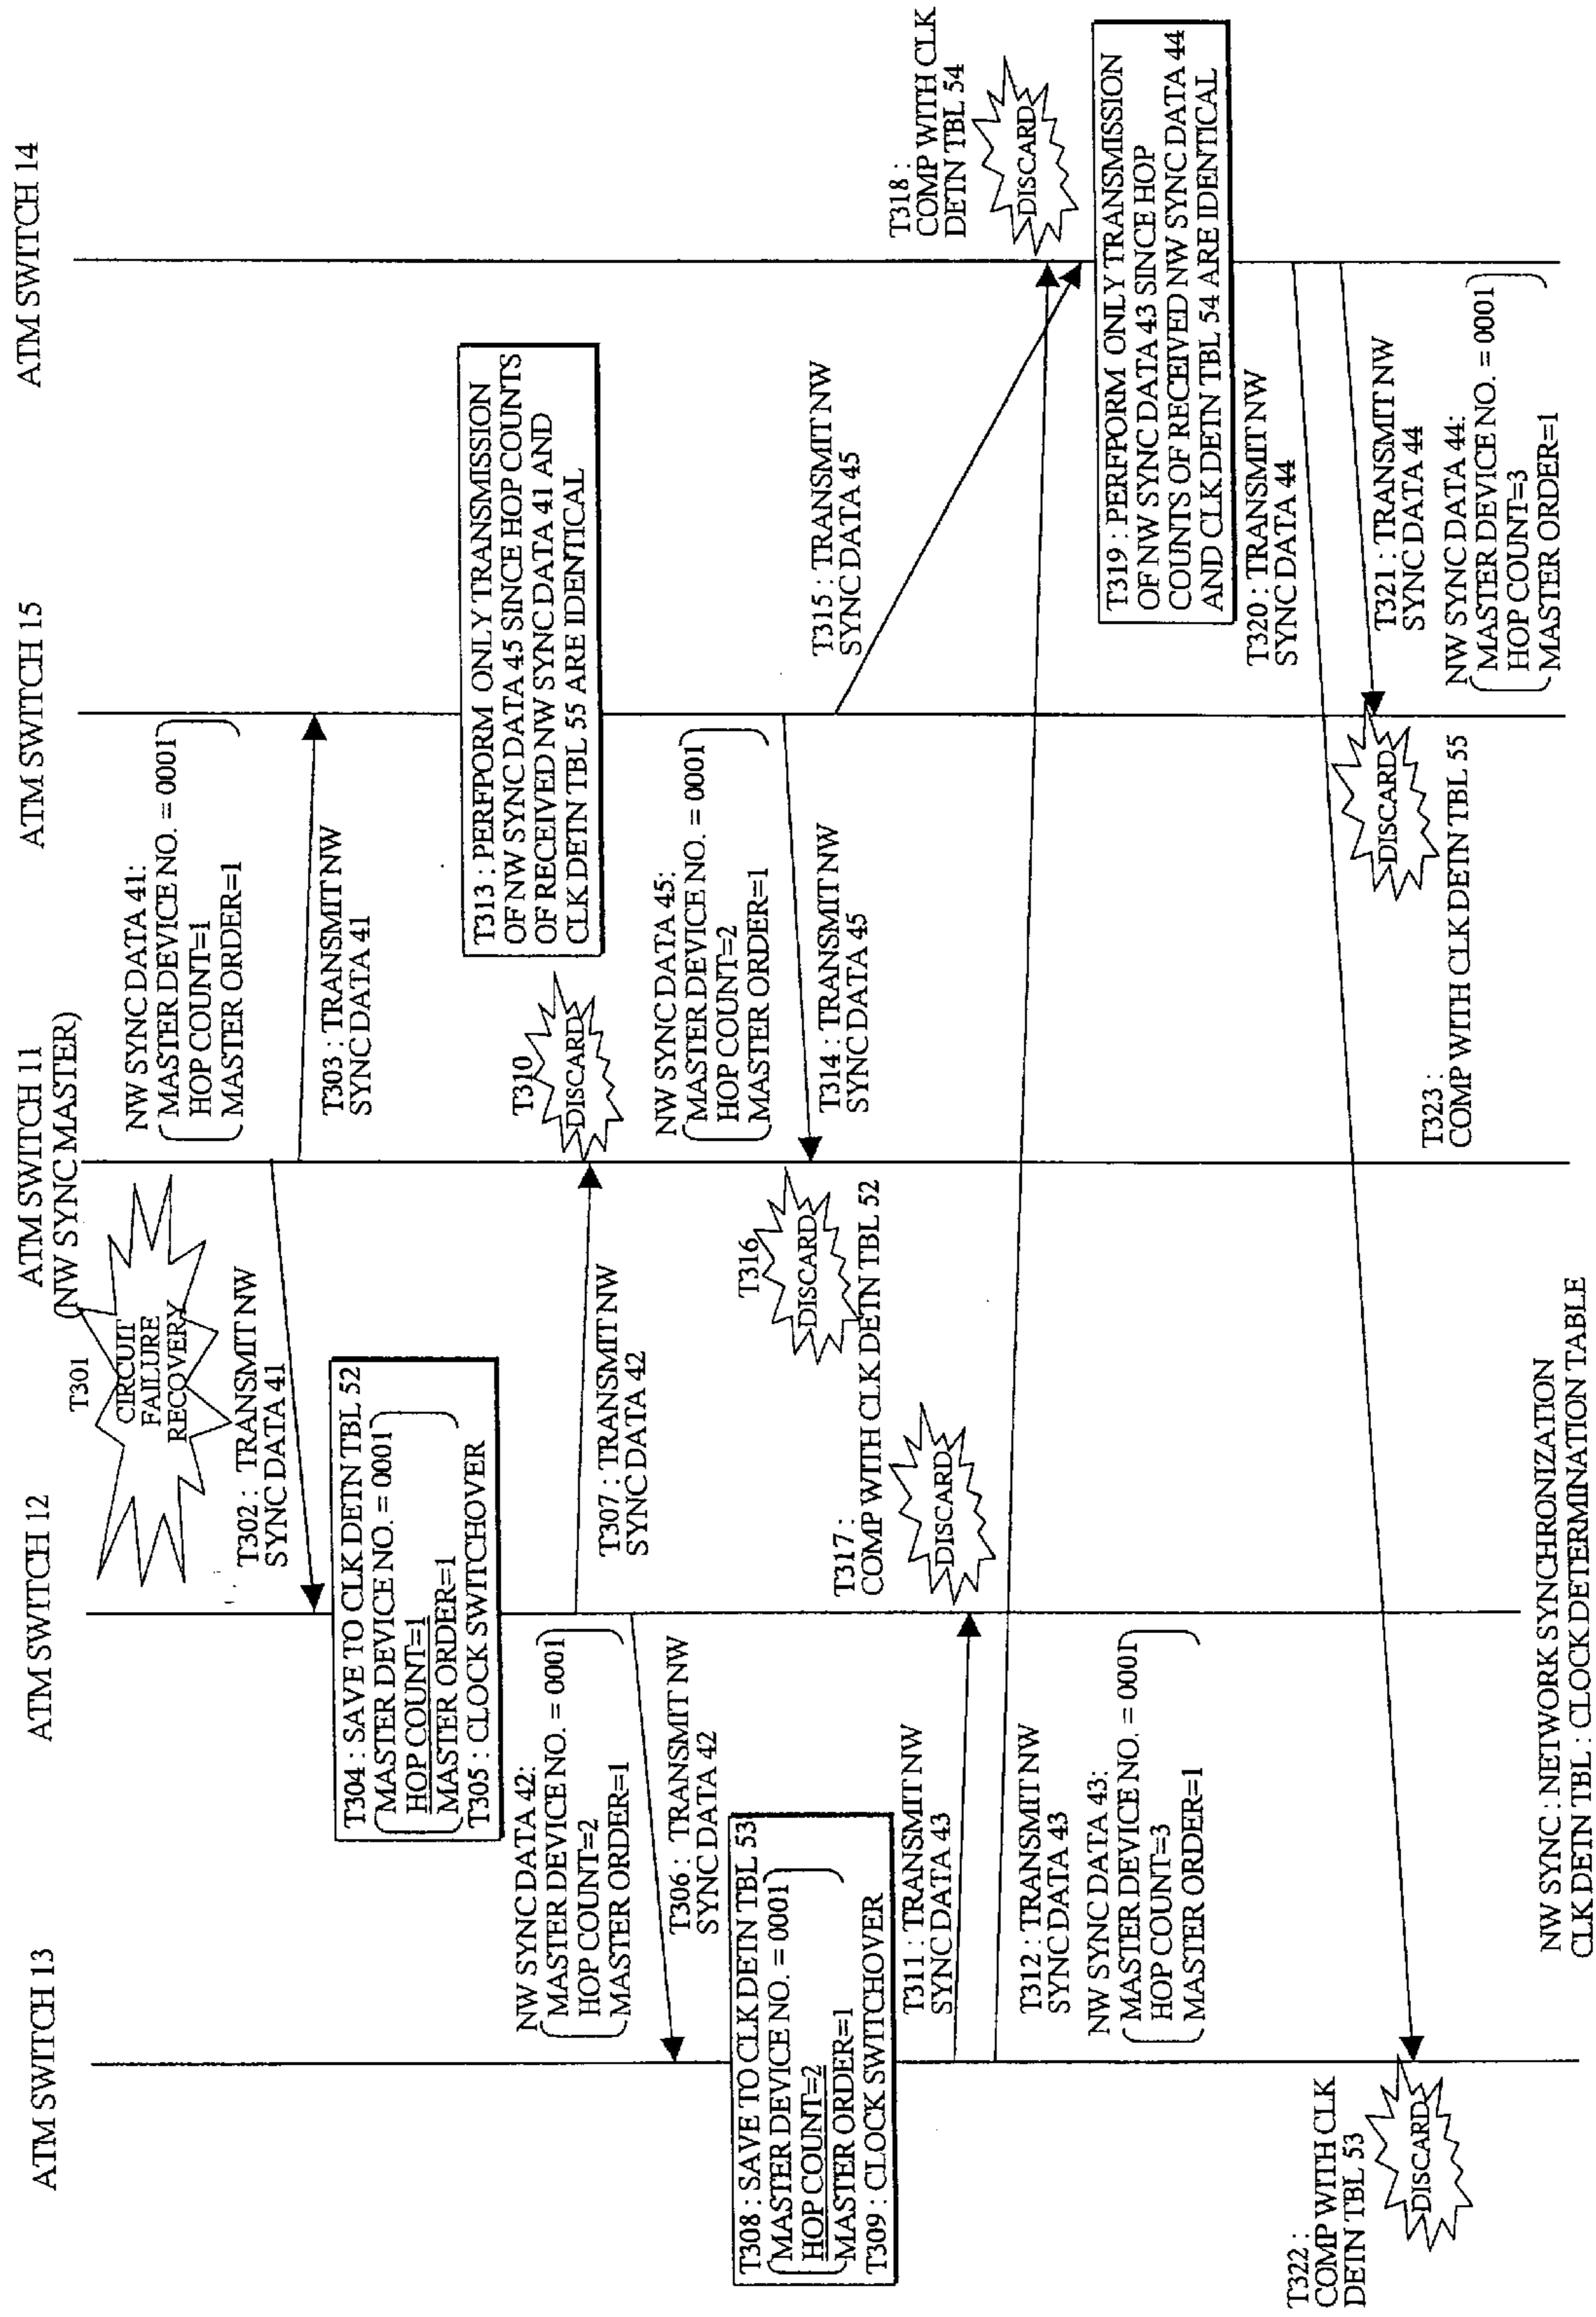 ATM SWITCH 13
ATM SWITCH 12
ATM SWITCH 11
(NW SYNC MASTER)
ATM SWITCH 15
ATM SWITCH 14
T301
CIRCUIT
FAILURE
RECOVERY
NW SYNC DATA 41:
MASTER DEVICE NO. = 0001
HOP COUNT=1
MASTER ORDER=1
T302 : TRANSMIT NW
SYNC DATA 41
T303 : TRANSMIT NW
SYNC DATA 41
T304 : SAVE TO CLK DETN TBL 52
MASTER DEVICE NO. = 0001
HOP COUNT=1
MASTER ORDER=1
T305 : CLOCK SWITCHOVER
NW SYNC DATA 42:
MASTER DEVICE NO. = 0001
HOP COUNT=2
MASTER ORDER=1
T306 : TRANSMIT NW
SYNC DATA 42
T307 : TRANSMIT NW
SYNC DATA 42
T310
DISCARD
T313 : PERFPORM ONLY TRANSMISSION
OF NW SYNC DATA 45 SINCE HOP COUNTS
OF RECEIVED NW SYNC DATA 41 AND
CLK DETN TBL 55 ARE IDENTICAL
T308 : SAVE TO CLK DETN TBL 53
MASTER DEVICE NO. = 0001
HOP COUNT=2
MASTER ORDER=1
T309 : CLOCK SWITCHOVER
NW SYNC DATA 45:
MASTER DEVICE NO. = 0001
HOP COUNT=2
MASTER ORDER=1
T314 : TRANSMIT NW
SYNC DATA 45
T315 : TRANSMIT NW
SYNC DATA 45
T316
DISCARD
T311 : TRANSMIT NW
SYNC DATA 43
T317 :
COMP WITH CLK DETN TBL 52
DISCARD
T318 :
COMP WITH CLK
DETN TBL 54
DISCARD
T312 : TRANSMIT NW
SYNC DATA 43
NW SYNC DATA 43:
MASTER DEVICE NO. = 0001
HOP COUNT=3
MASTER ORDER=1
T319 : PERFPORM ONLY TRANSMISSION
OF NW SYNC DATA 43 SINCE HOP
COUNTS OF RECEIVED NW SYNC DATA 44
AND CLK DETN TBL 54 ARE IDENTICAL
T320 : TRANSMIT NW
SYNC DATA 44
T321 : TRANSMIT NW
SYNC DATA 44
NW SYNC DATA 44:
MASTER DEVICE NO. = 0001
HOP COUNT=3
MASTER ORDER=1
DISCARD
T323 :
COMP WITH CLK DETN TBL 55
T322 :
COMP WITH CLK
DETN TBL 53
DISCARD
NW SYNC : NETWORK SYNCHRONIZATION
CLK DETN TBL : CLOCK DETERMINATION TABLE